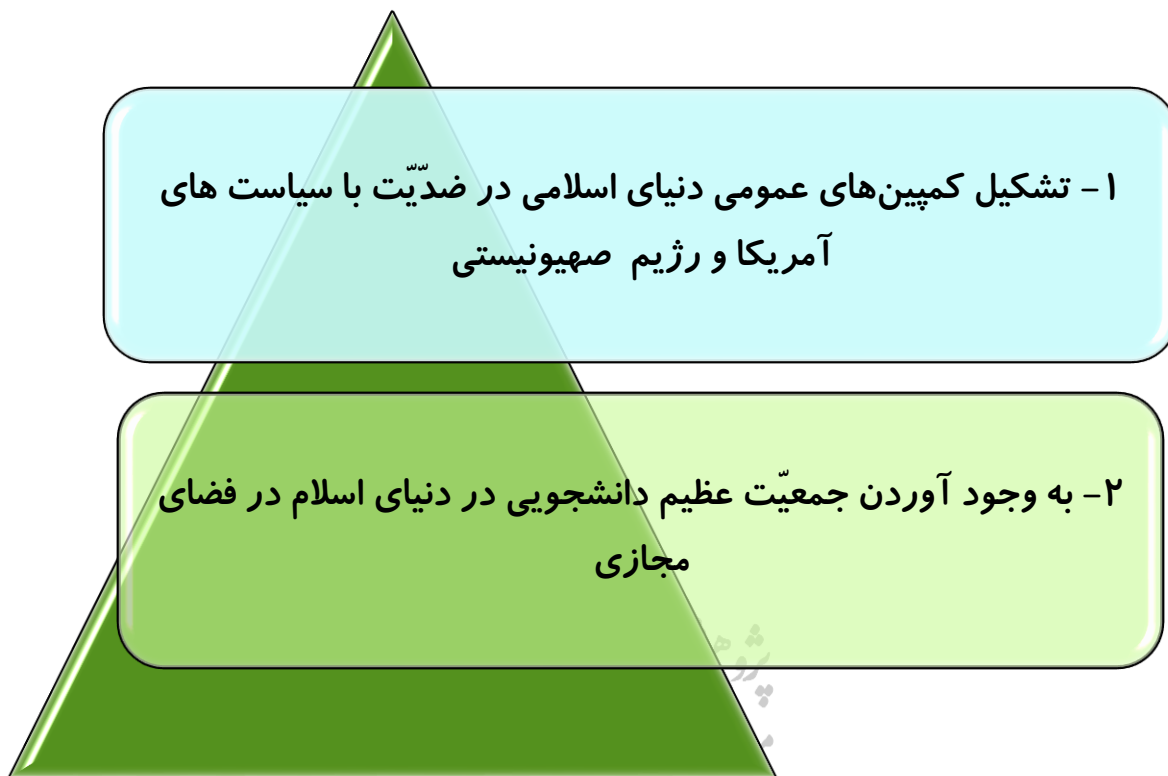 ۱- تشکیل کمپین‌های عمومی دنیای اسلامی در ضدّیّت با سیاست های
آمریکا و رژیم صهیونیستی
۲- به وجود آوردن جمعیّت عظیم دانشجویی در دنیای اسلام در فضای
مجازی